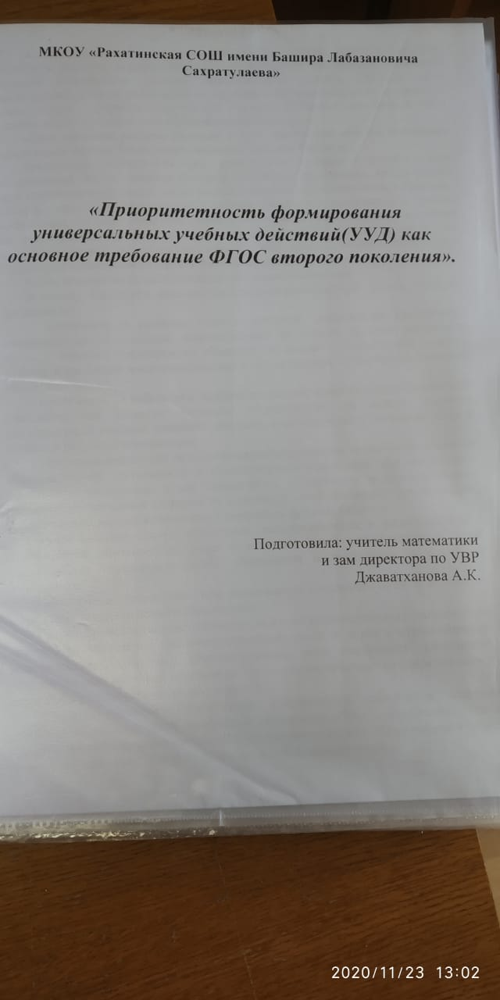 МКОУ «Рахатинская СОШ имени Башира Лабазановича
Сахратулаева»
«Приоритетность формирования
универсальных учебных действий(УУД) как
основное требование ФГОС второго поколения».
Подготовила: учитель математики
и зам директора по УВР
Джаватханова А.К.
2020/11/23 13:02